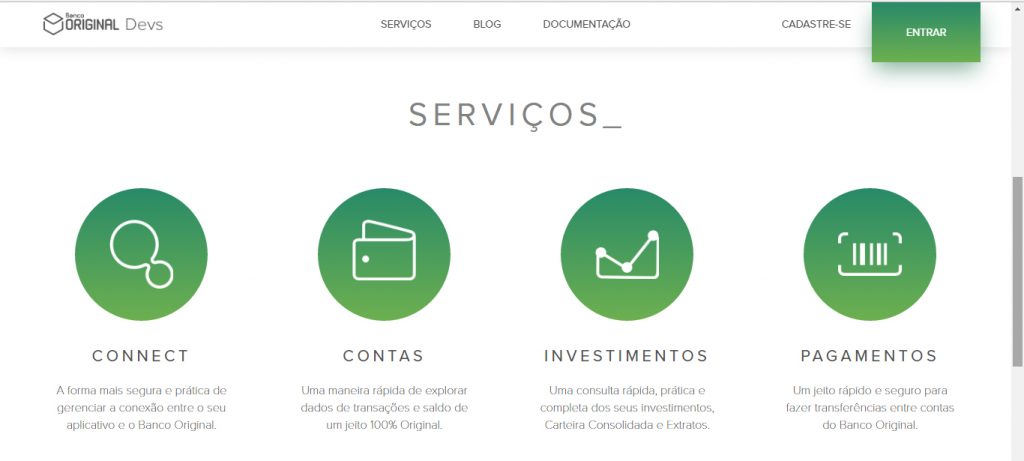 Banco
ORIGINAL Devs
SERVIÇOS
BLOG
DOCUMENTAÇÃO
CADASTRE-SE
ENTRAR
SERVIÇOS_
CONNECT
A forma mais segura e prática de
gerenciar a conexão entre o seu
aplicativo e o Banco Original.
CONTAS
Uma maneira rápida de explorar
dados de transações e saldo de
um jeito 100% Original.
INVESTIMENTOS
Uma consulta rápida, prática e
completa dos seus investimentos,
Carteira Consolidada e Extratos.
PAGAMENTOS
Um jeito rápido e seguro para
fazer transferências entre contas
do Banco Original.